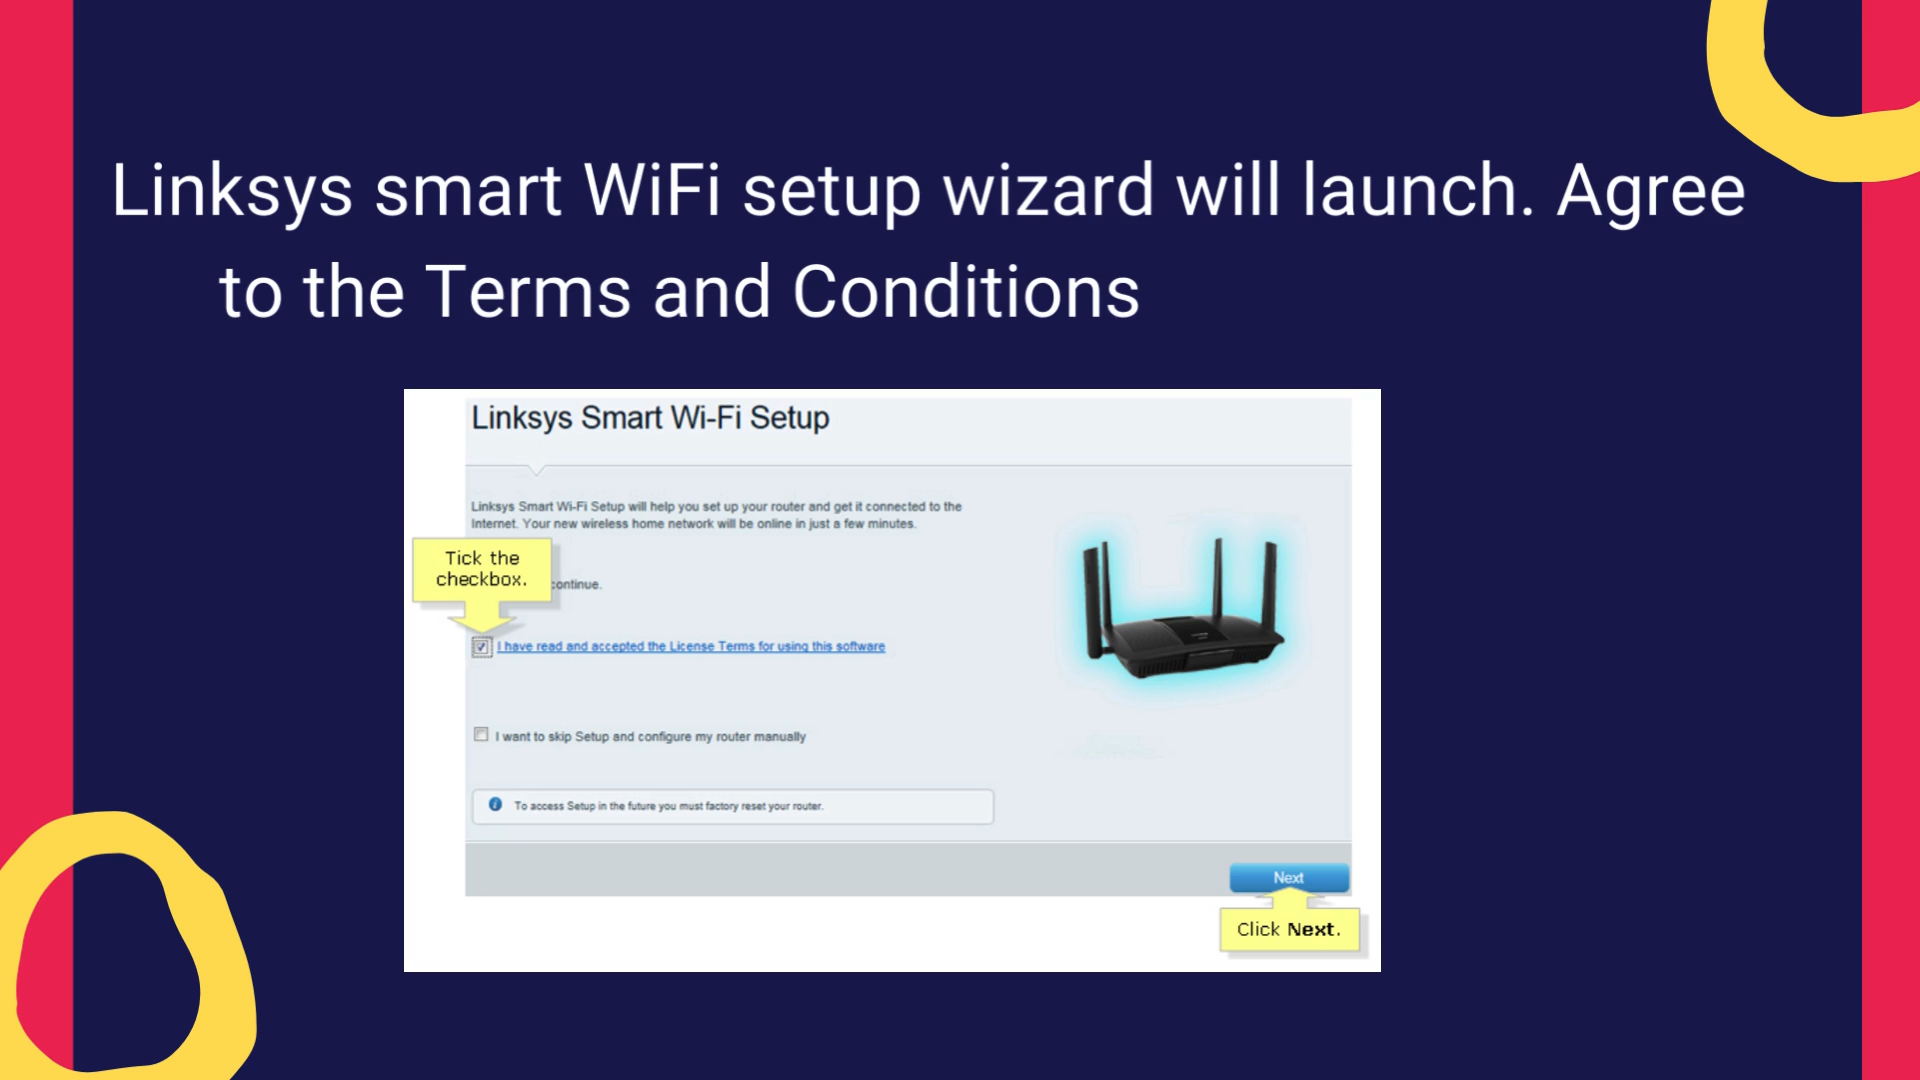 Linksys smart WiFi setup wizard will launch. Agree
to the Terms and Conditions
Linksys Smart Wi-Fi Setup
Linksys Smart Wi-Fi Setup will help you set up your router and get it connected to the
Internet. Your new wireless home network will be online in just a few minutes.
Tick the
checkbox.
continue.
I have read and accepted the License Terms for using this software
I want to skip Setup and configure my router manually
To access Setup in the future you must factory reset your router.
Next
Click Next.